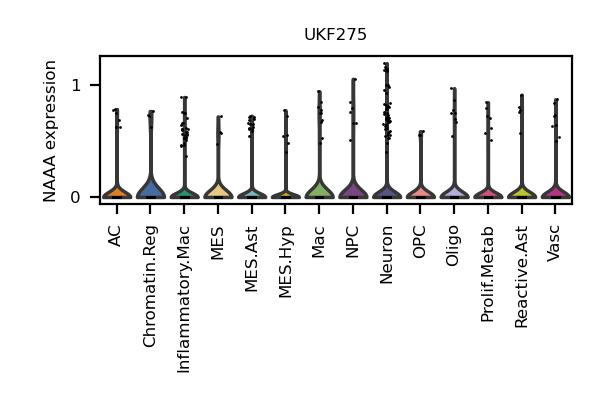 UKF275
NAAA expression
1
0
AC
Chromatin.Reg
Inflammatory.Mac
MES
MES.Ast
MES.Hyp
Mac
NPC
Neuron
OPC
Oligo
Prolif.Metab
Reactive.Ast
Vasc